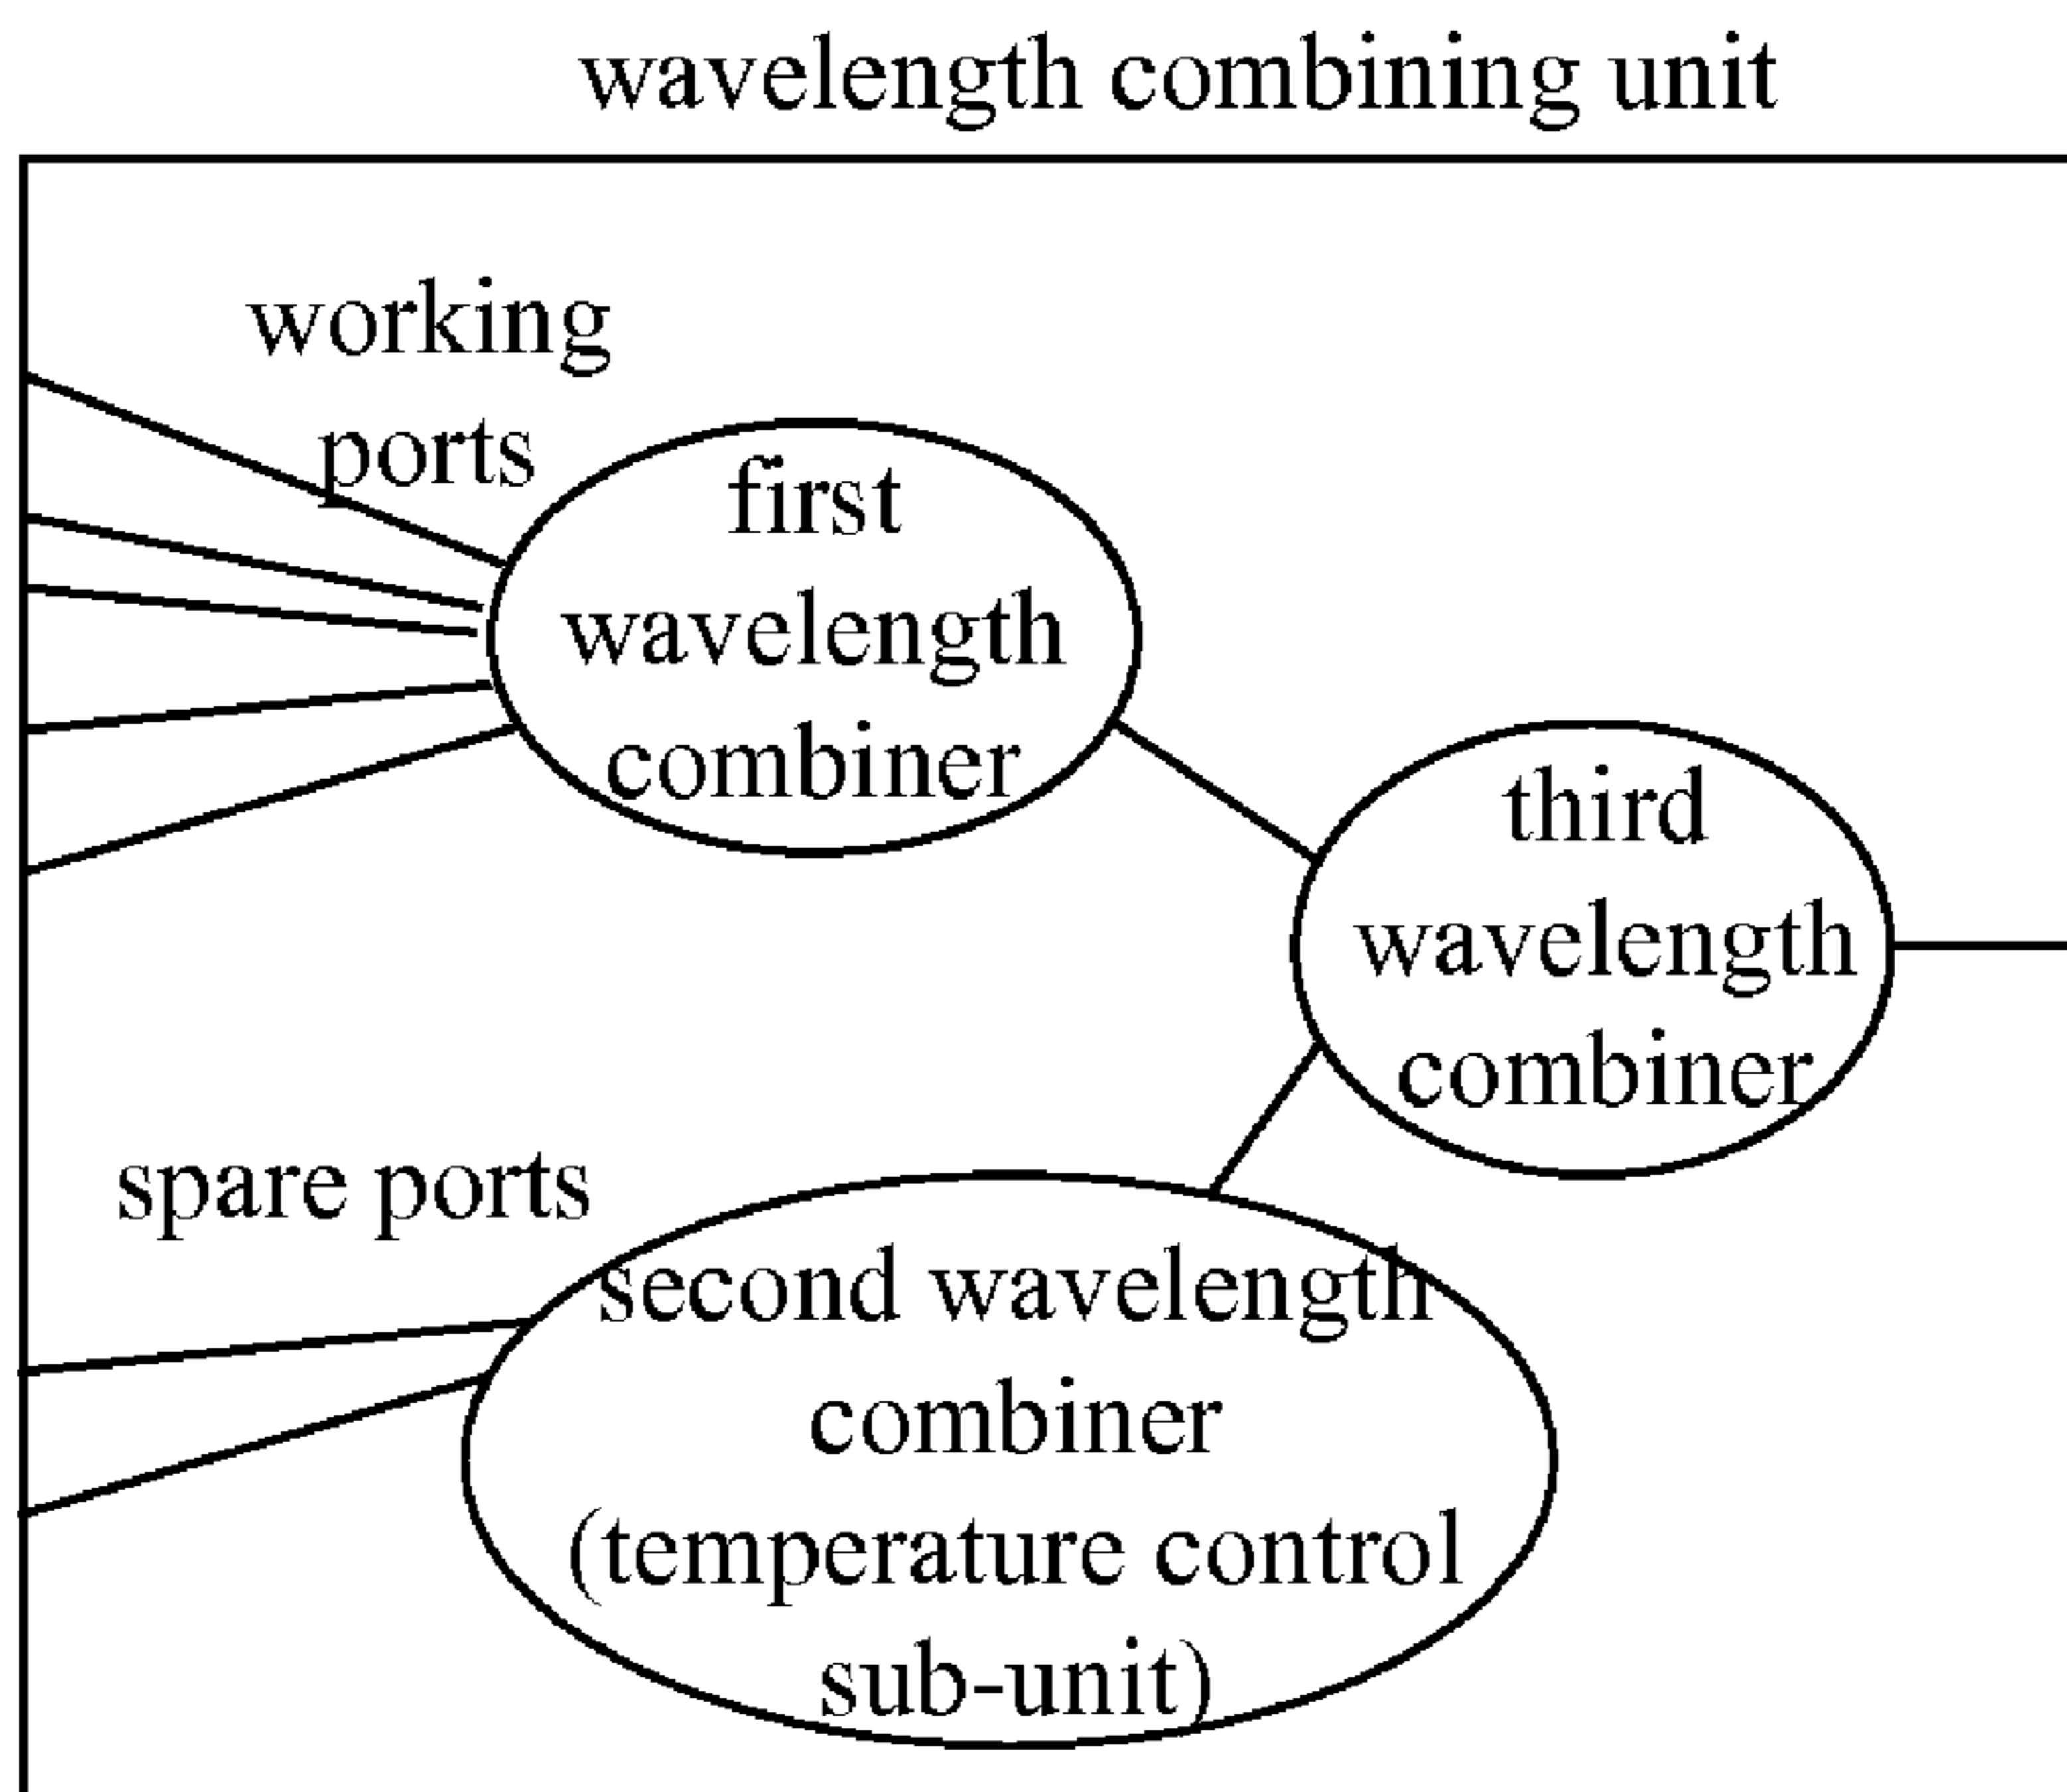 wavelength combining unit
working
ports
first
wavelength
combiner
third
wavelength
combiner
spare ports
second wavelength
combiner
(temperature control
sub-unit)